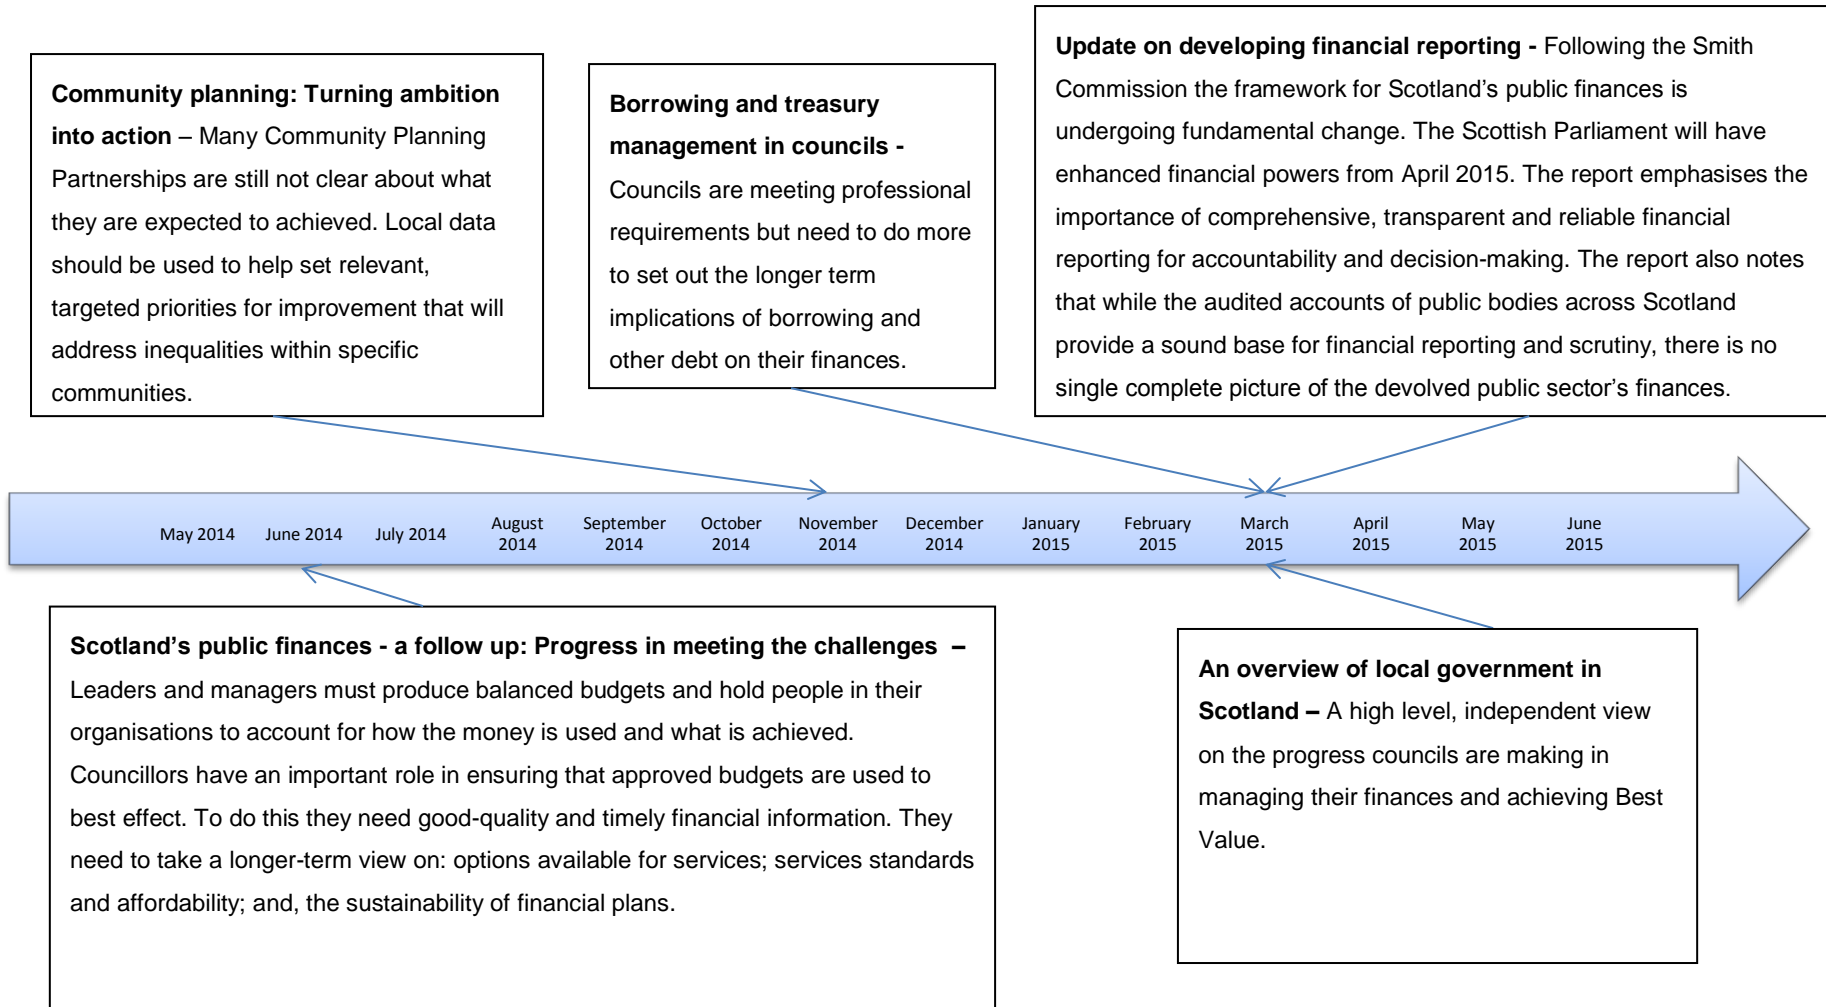 Community planning: Turning ambition
into action – Many Community Planning
Partnerships are still not clear about what
they are expected to achieved. Local data
should be used to help set relevant,
targeted priorities for improvement that will
address inequalities within specific
communities.
Borrowing and treasury
management in councils -
Councils are meeting professional
requirements but need to do more
to set out the longer term
implications of borrowing and
other debt on their finances.
Update on developing financial reporting - Following the Smith
Commission the framework for Scotland’s public finances is
undergoing fundamental change. The Scottish Parliament will have
enhanced financial powers from April 2015. The report emphasises the
importance of comprehensive, transparent and reliable financial
reporting for accountability and decision-making. The report also notes
that while the audited accounts of public bodies across Scotland
provide a sound base for financial reporting and scrutiny, there is no
single complete picture of the devolved public sector’s finances.
May 2014
June 2014
July 2014
August
2014
September
2014
October
2014
November
2014
December
2014
January
2015
February
2015
March
2015
April
2015
May
2015
June
2015
Scotland’s public finances - a follow up: Progress in meeting the challenges –
Leaders and managers must produce balanced budgets and hold people in their
organisations to account for how the money is used and what is achieved.
Councillors have an important role in ensuring that approved budgets are used to
best effect. To do this they need good-quality and timely financial information. They
need to take a longer-term view on: options available for services; services standards
and affordability; and, the sustainability of financial plans.
An overview of local government in
Scotland – A high level, independent view
on the progress councils are making in
managing their finances and achieving Best
Value.